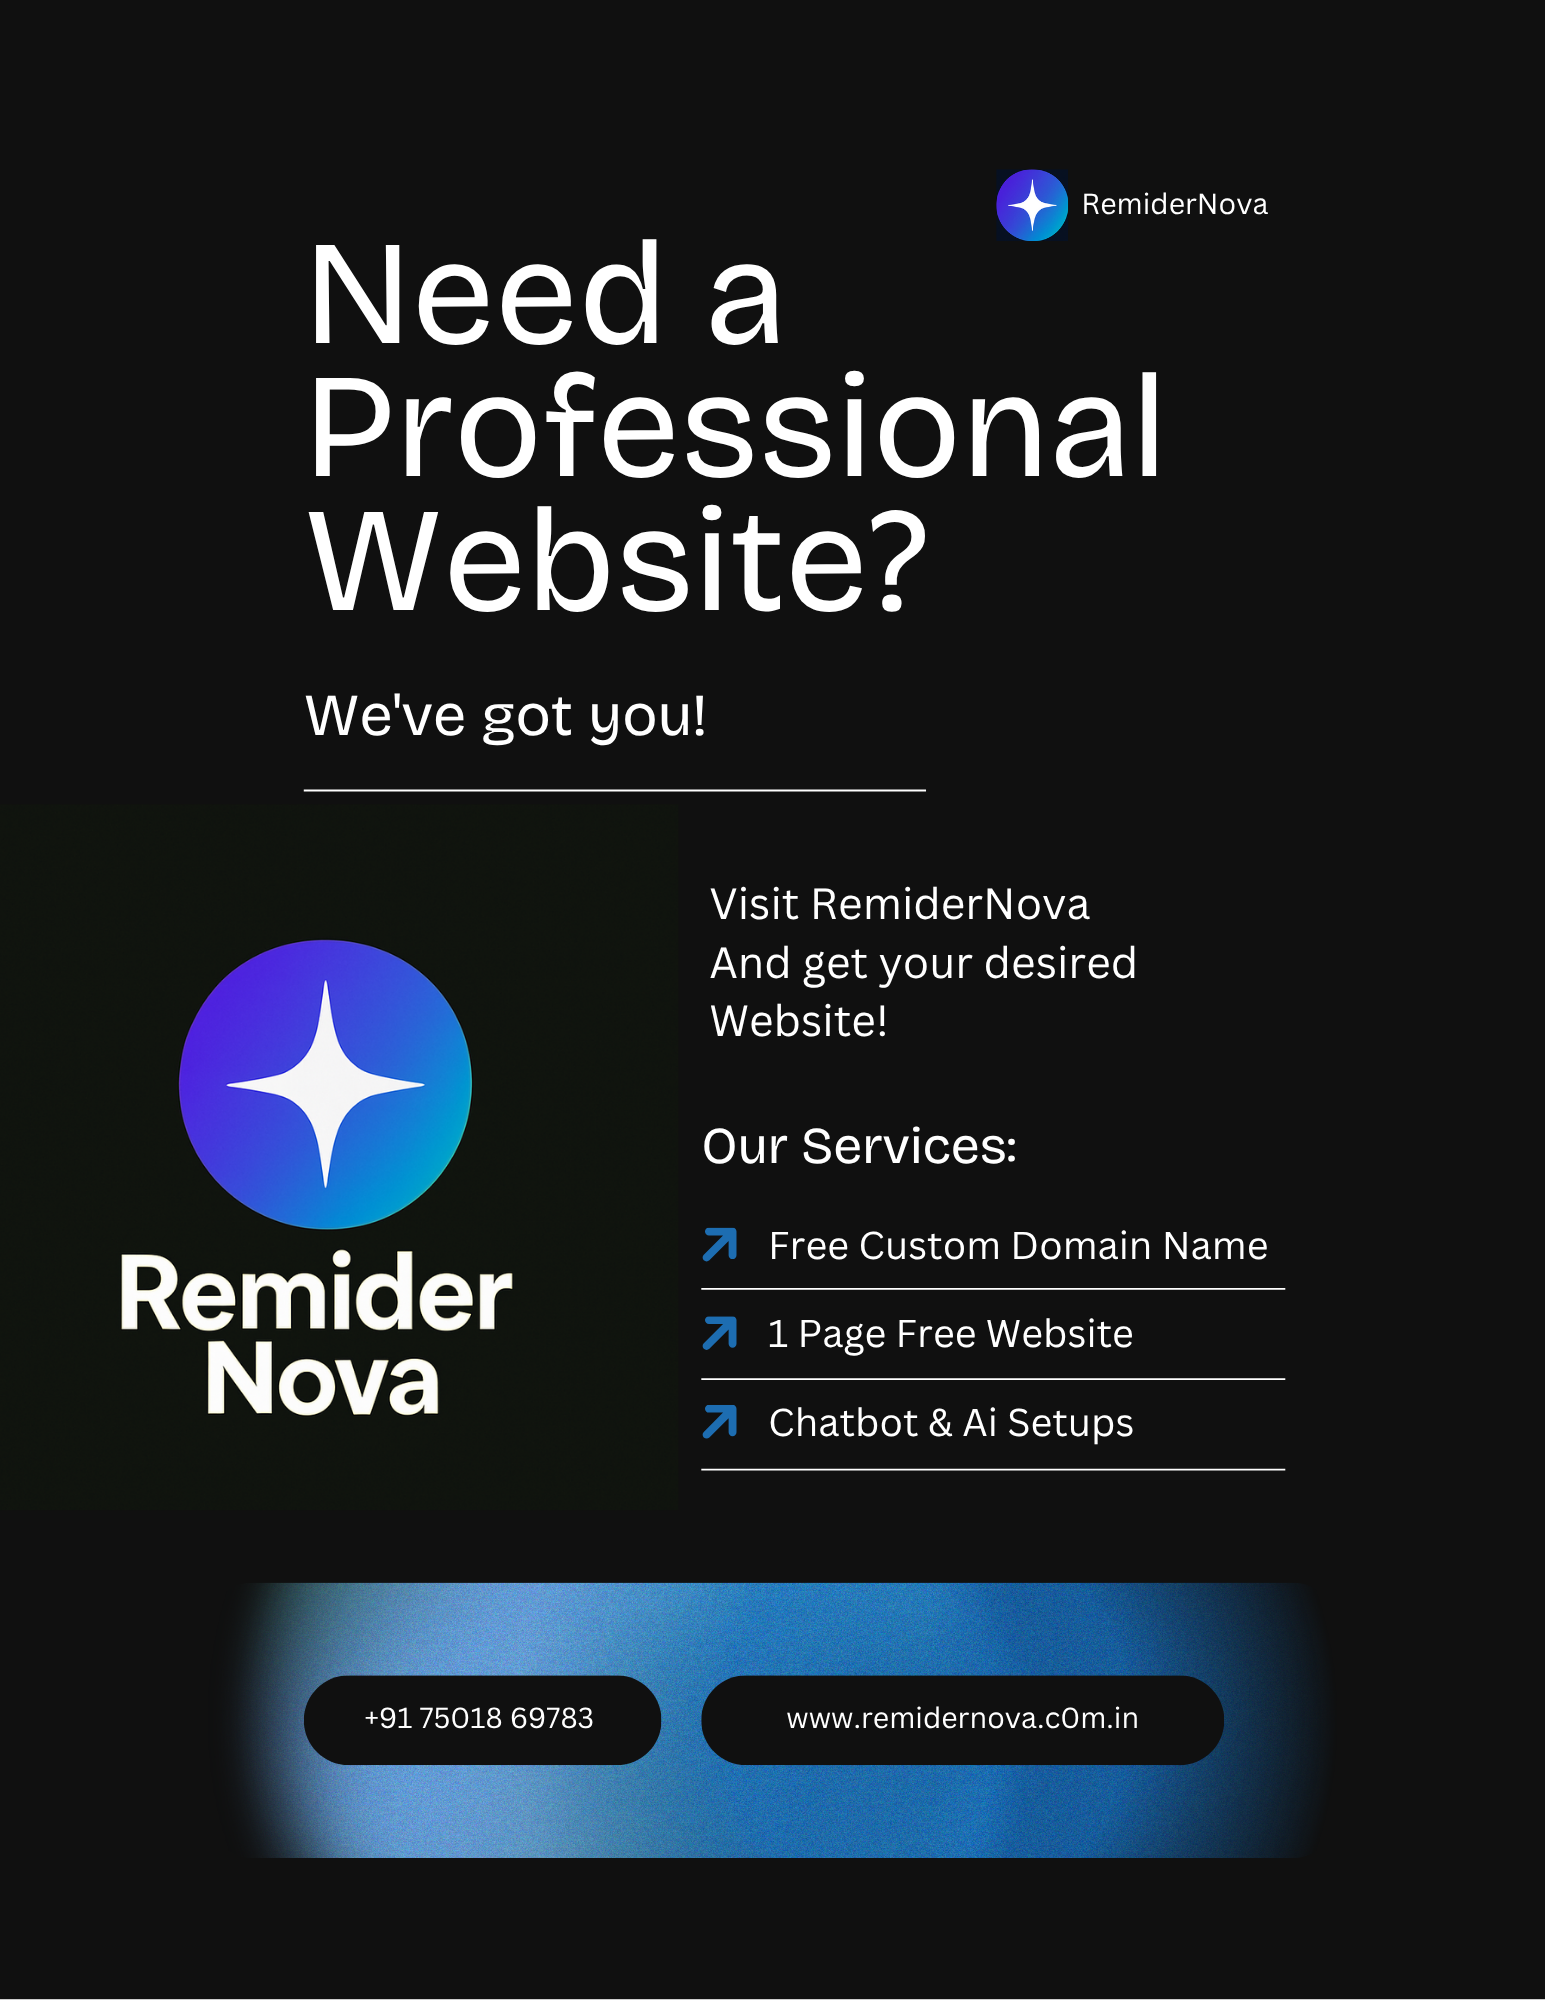 RemiderNova
Need a
Professional
Website?
We've got you!
Visit RemiderNova
And get your desired
Website!
Remider
Nova
Our Services:
Free Custom Domain Name
1 Page Free Website
Chatbot & Ai Setups
+91 75018 69783
www.remidernova.c0m.in